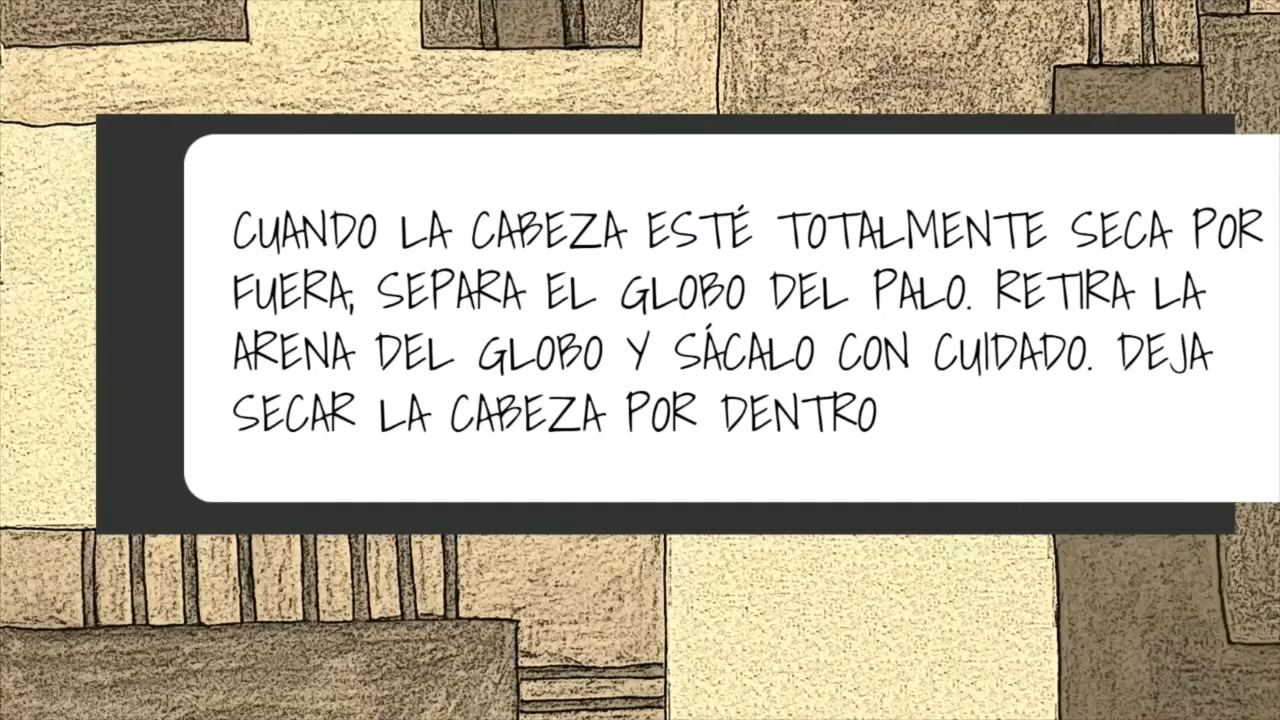 CUANDO LA CABEZA ESTÉ TOTALMENTE SECA POR
FUERA, SEPARA EL GLOBO DEL PALO. RETIRA LA
ARENA DEL GLOBO Y SÁCALO CON CUIDADO. DEJA
SECAR LA CABEZA POR DENTRO